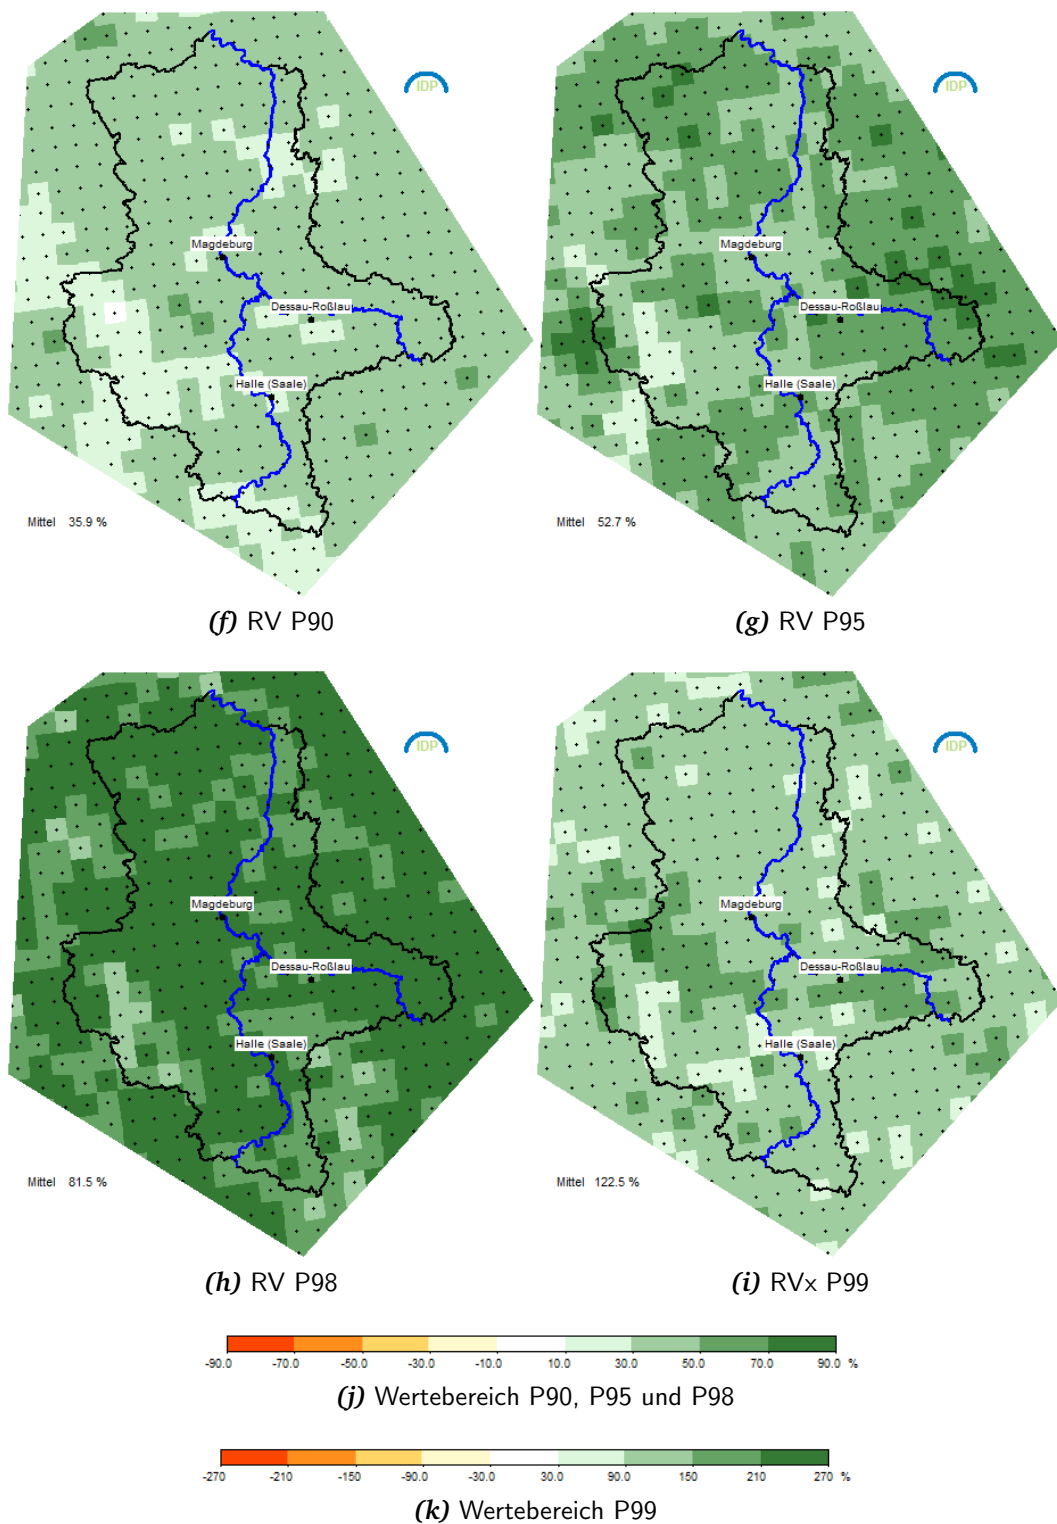 IDP
IDP
Magdeburg
Magdeburg
Dessau-Roßlau
Dessau-Roßlau
Halle (Saale)
Halle (Saale)
Mittel 35.9 %
Mittel 52.7 %
(f) RV P90
(g) RV P95
IDP
IDP
Magdeburg
Magdeburg
Dessau-Roßlau
Dessau-Roßlau
Halle (Saale)
Halle (Saale)
Mittel 81.5 %
Mittel 122.5 %
(h) RV P98
(i) RVx P99
-90.0 -70.0 -50.0 -30.0 -10.0 10.0 30.0 50.0 70.0 90.0 %
(j) Wertebereich P90, P95 und P98
-270 -210 -150 -90.0 -30.0 30.0 90.0 150 210 270 %
(k) Wertebereich P99